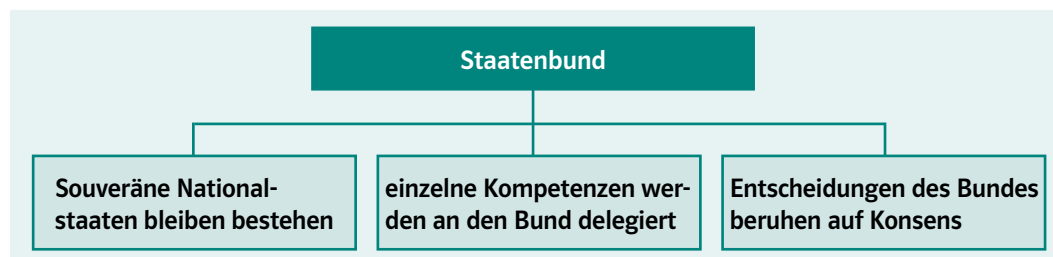 Staatenbund
Souveräne National-
staaten bleiben bestehen
einzelne Kompetenzen wer-
den an den Bund delegiert
Entscheidungen des Bundes
beruhen auf Konsens